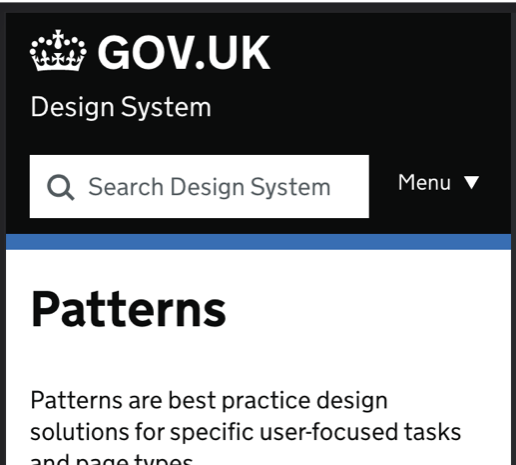 GOV.UK
Design System
Search Design System
Menu ▼
Patterns
Patterns are best practice design
solutions for specific user-focused tasks
and page types